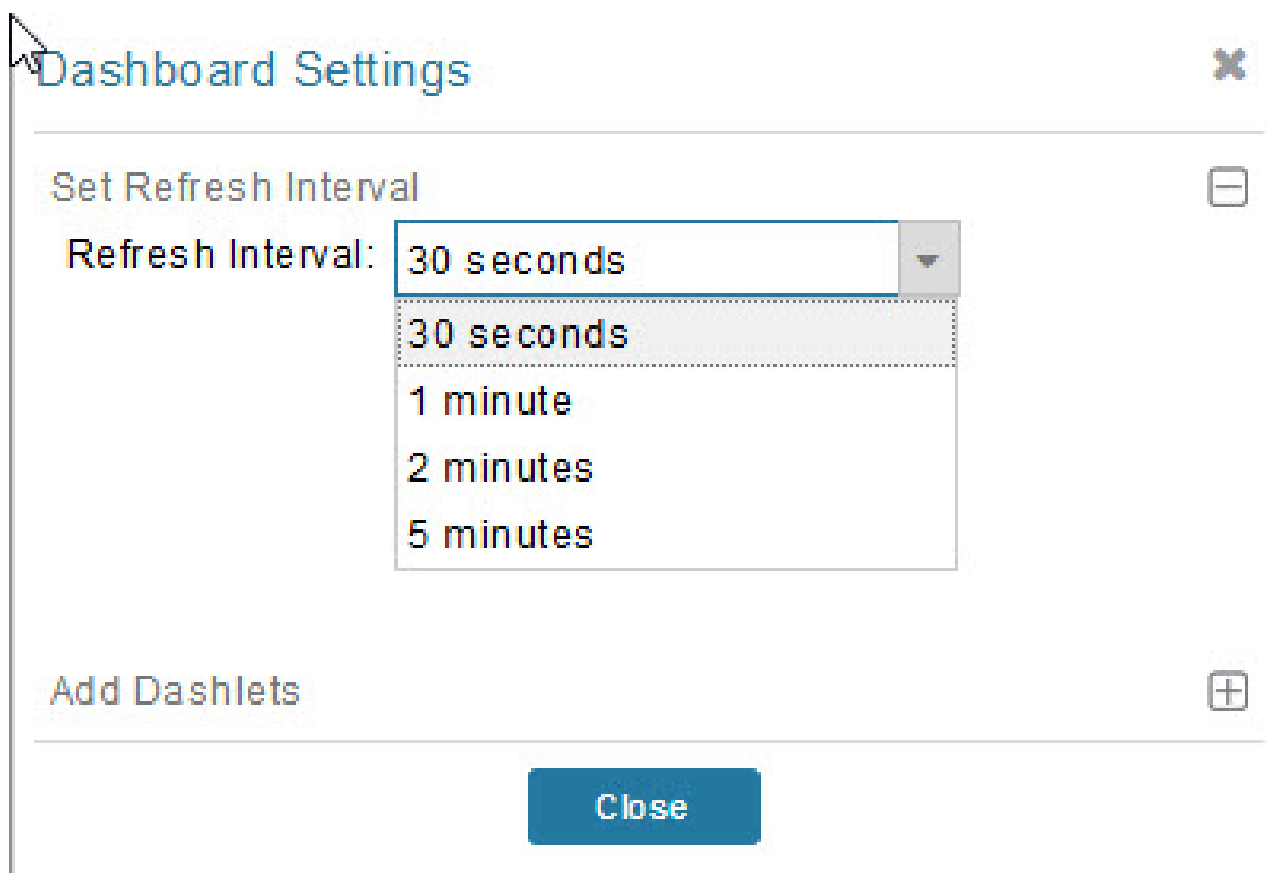 Dashboard Settings
Set Refresh Interval
Refresh Interval: 30 seconds
30 seconds
1 minute
2 minutes
5 minutes
Add Dashlets
Close